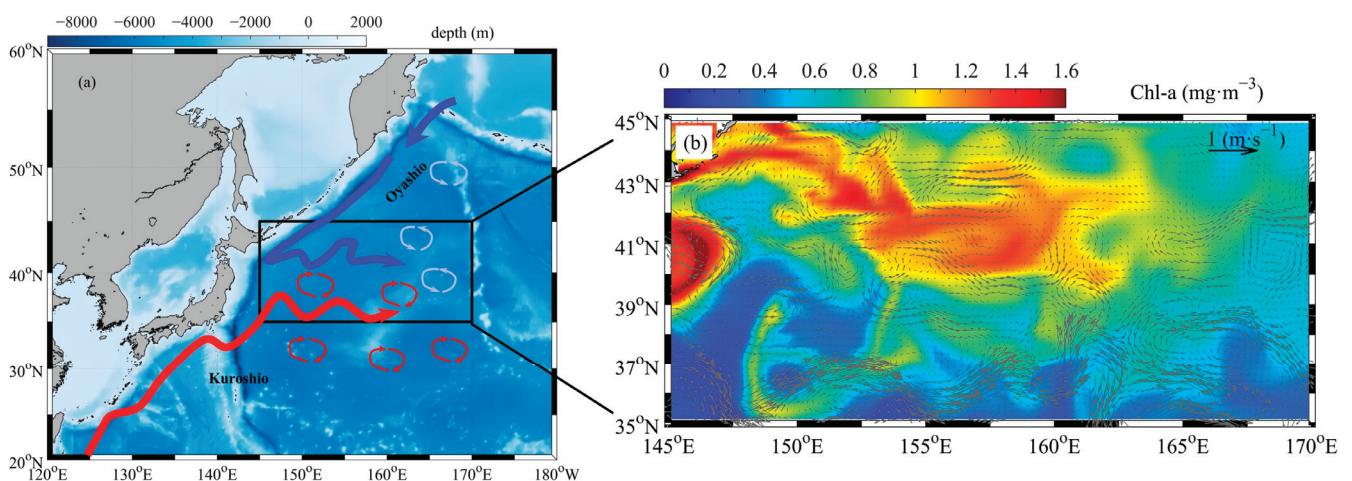 −8000 −6000 −4000 −2000 0 2000
depth (m)
60°N
50°N
40°N
30°N
20°N
(a)
Oyashio
Kuroshio
120°E 130°E 140°E 150°E 160°E 170°E 180°W
0 0.2 0.4 0.6 0.8 1 1.2 1.4 1.6
Chl-a (mg·m⁻³)
45°N
43°N
41°N
39°N
37°N
35°N
(b)
1 (m·s⁻¹)
145°E 150°E 155°E 160°E 165°E 170°E